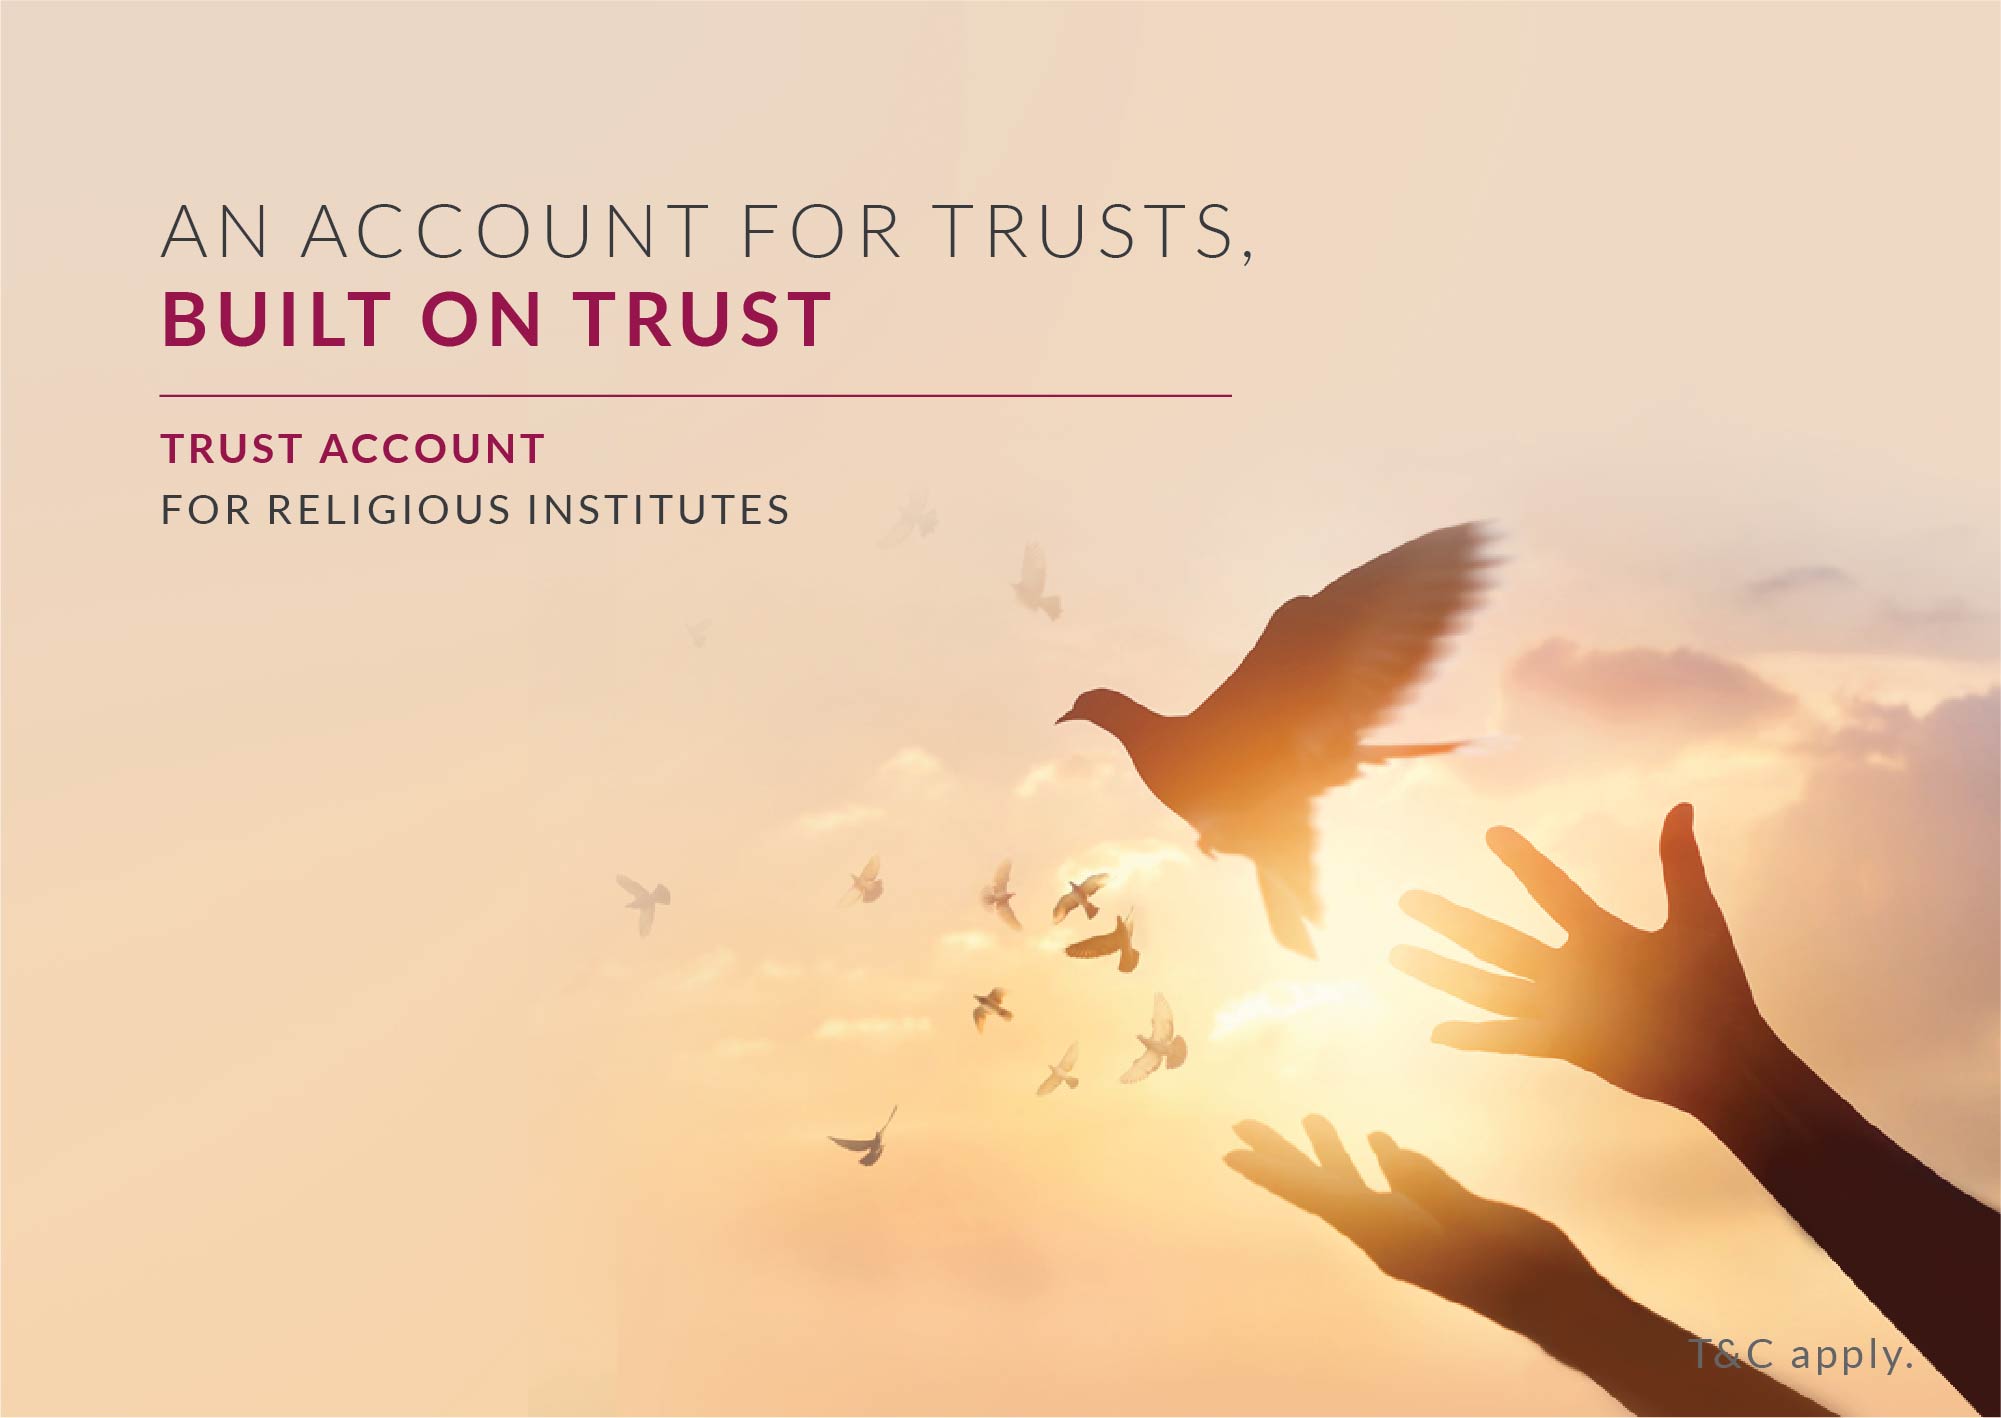 AN ACCOUNT FOR TRUSTS,
BUILT ON TRUST
TRUST ACCOUNT
FOR RELIGIOUS INSTITUTES
T&C apply.